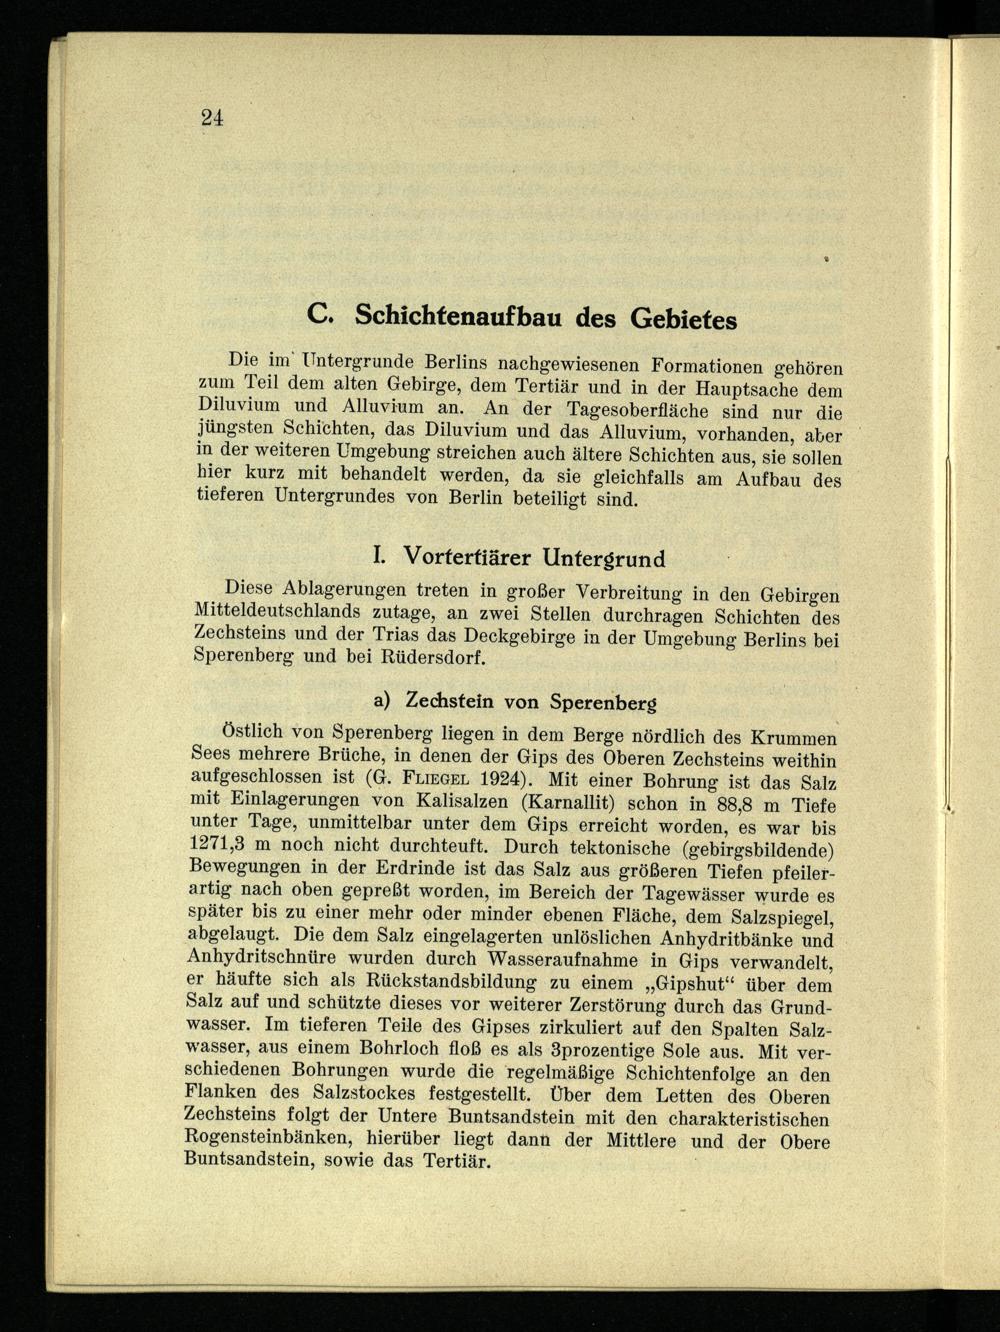 24
C. Schichtenaufbau des Gebietes
Die im Untergrunde Berlins nachgewiesenen Formationen gehören
zum Teil dem alten Gebirge, dem Tertiär und in der Hauptsache dem
Diluvium und Alluvium an. An der Tagesoberfläche sind nur die
jüngsten Schichten, das Diluvium und das Alluvium, vorhanden, aber
in der weiteren Umgebung streichen auch ältere Schichten aus, sie sollen
hier kurz mit behandelt werden, da sie gleichfalls am Aufbau des
tieferen Untergrundes von Berlin beteiligt sind.
I. Vortertiärer Untergrund
Diese Ablagerungen treten in großer Verbreitung in den Gebirgen
Mitteldeutschlands zutage, an zwei Stellen durchragen Schichten des
Zechsteins und der Trias das Deckgebirge in der Umgebung Berlins bei
Sperenberg und bei Rüdersdorf.
a) Zechstein von Sperenberg
Östlich von Sperenberg liegen in dem Berge nördlich des Krummen
Sees mehrere Brüche, in denen der Gips des Oberen Zechsteins weithin
aufgeschlossen ist (G. FLIEGEL 1924). Mit einer Bohrung ist das Salz
mit Einlagerungen von Kalisalzen (Karnallit) schon in 88,8 m Tiefe
unter Tage, unmittelbar unter dem Gips erreicht worden, es war bis
1271,3 m noch nicht durchteuft. Durch tektonische (gebirgsbildende)
Bewegungen in der Erdrinde ist das Salz aus größeren Tiefen pfeiler-
artig nach oben gepreßt worden, im Bereich der Tagewässer wurde es
später bis zu einer mehr oder minder ebenen Fläche, dem Salzspiegel,
abgelaugt. Die dem Salz eingelagerten unlöslichen Anhydritbänke und
Anhydritschnüre wurden durch Wasseraufnahme in Gips verwandelt,
er häufte sich als Rückstandsbildung zu einem „Gipshut“ über dem
Salz auf und schützte dieses vor weiterer Zerstörung durch das Grund-
wasser. Im tieferen Teile des Gipses zirkuliert auf den Spalten Salz-
wasser, aus einem Bohrloch floß es als 3prozentige Sole aus. Mit ver-
schiedenen Bohrungen wurde die regelmäßige Schichtenfolge an den
Flanken des Salzstockes festgestellt. Über dem Letten des Oberen
Zechsteins folgt der Untere Buntsandstein mit den charakteristischen
Rogensteinbänken, hierüber liegt dann der Mittlere und der Obere
Buntsandstein, sowie das Tertiär.